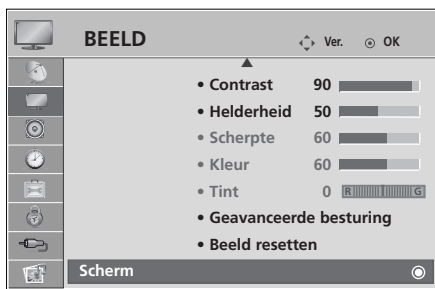 BEELD Ver. OK
• Contrast 90
• Helderheid 50
• Scherpte 60
• Kleur 60
• Tint 0 R G
• Geavanceerde besturing
• Beeld resetten
Scherm